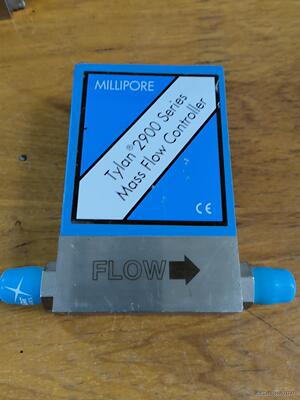 MILLIPORE
Tylan® 2900 Series
Mass Flow Controller
CE
FLOW